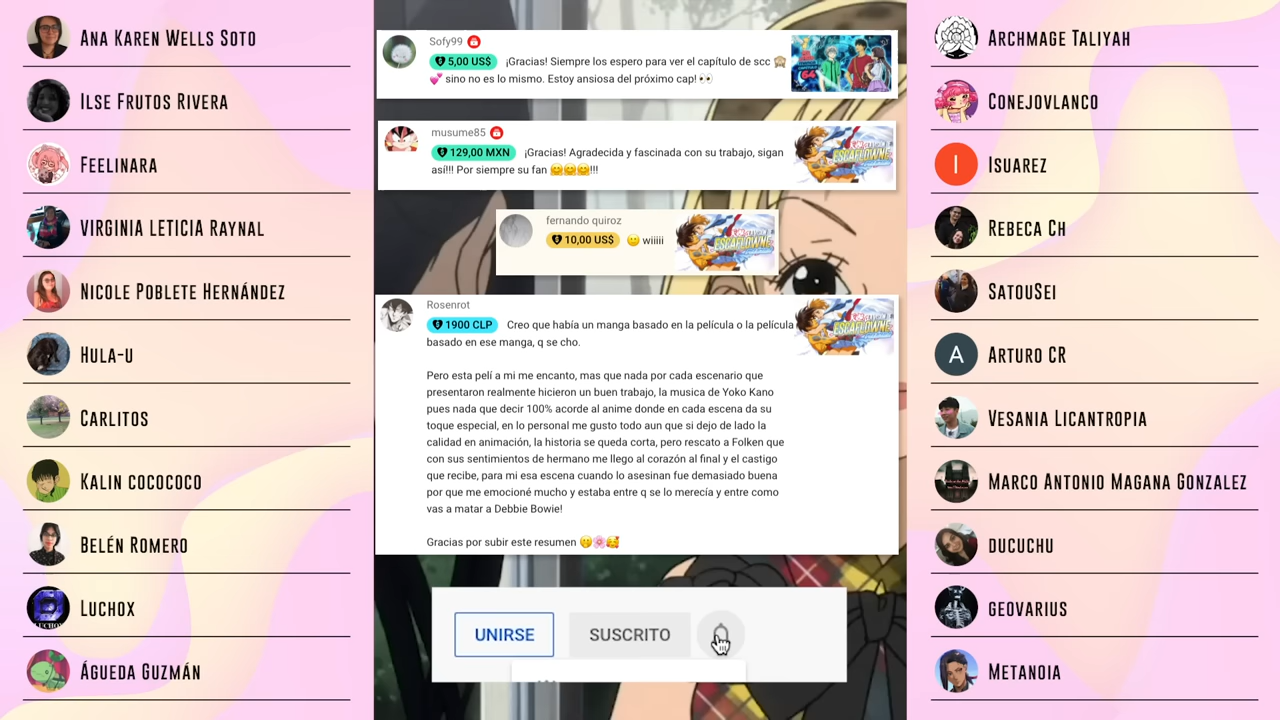 Ana Karen Wells Soto
Ilse Frutos Rivera
Feelinara
VIRGINIA LETICIA Raynal
Nicole Poblete Hernández
Hula-u
Carlitos
Kalin cocococo
Belén Romero
Luchox
Águeda Guzmán
Sofy99
5,00 US$ ¡Gracias! Siempre los espero para ver el capítulo de scc 🙈
💕 sino no es lo mismo. Estoy ansiosa del próximo cap! 👀
64
musume85
129,00 MXN ¡Gracias! Agradecida y fascinada con su trabajo, sigan
así!!! Por siempre su fan 🤗🤗🤗!!!
ESCAFLOWNE
fernando quiroz
10,00 US$ 🙂 wiiiii
ESCAFLOWNE
Rosenrot
1900 CLP Creo que había un manga basado en la película o la película
basado en ese manga, q se cho.
ESCAFLOWNE
Pero esta pelí a mi me encanto, mas que nada por cada escenario que
presentaron realmente hicieron un buen trabajo, la musica de Yoko Kano
pues nada que decir 100% acorde al anime donde en cada escena da su
toque especial, en lo personal me gusto todo aun que si dejo de lado la
calidad en animación, la historia se queda corta, pero rescato a Folken que
con sus sentimientos de hermano me llego al corazón al final y el castigo
que recibe, para mi esa escena cuando lo asesinan fue demasiado buena
por que me emocioné mucho y estaba entre q se lo merecía y entre como
vas a matar a Debbie Bowie!
Gracias por subir este resumen 🤭🌸🥰
UNIRSE
SUSCRITO
Archmage Taliyah
Conejovlanco
I
Isuarez
Rebeca Ch
SatouSei
A
Arturo CR
Vesania Licantropia
Marco Antonio Magana Gonzalez
Ducuchu
geovarius
Metanoia